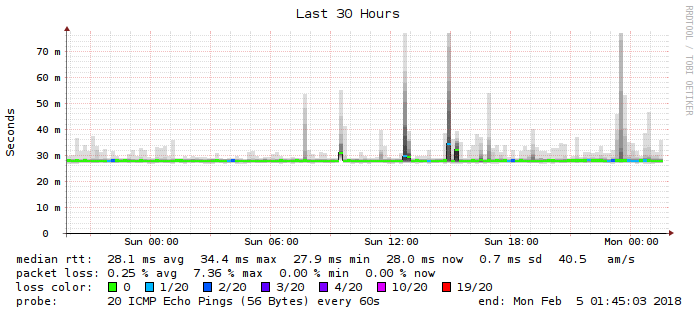 Last 30 Hours
RRDTOOL / TOBI OETIKER
Seconds
70 m
60 m
50 m
40 m
30 m
20 m
10 m
0
Sun 00:00 Sun 06:00 Sun 12:00 Sun 18:00 Mon 00:00
median rtt: 28.1 ms avg 34.4 ms max 27.9 ms min 28.0 ms now 0.7 ms sd 40.5 am/s
packet loss: 0.25 % avg 7.36 % max 0.00 % min 0.00 % now
loss color: 0 1/20 2/20 3/20 4/20 10/20 19/20
probe: 20 ICMP Echo Pings (56 Bytes) every 60s end: Mon Feb 5 01:45:03 2018